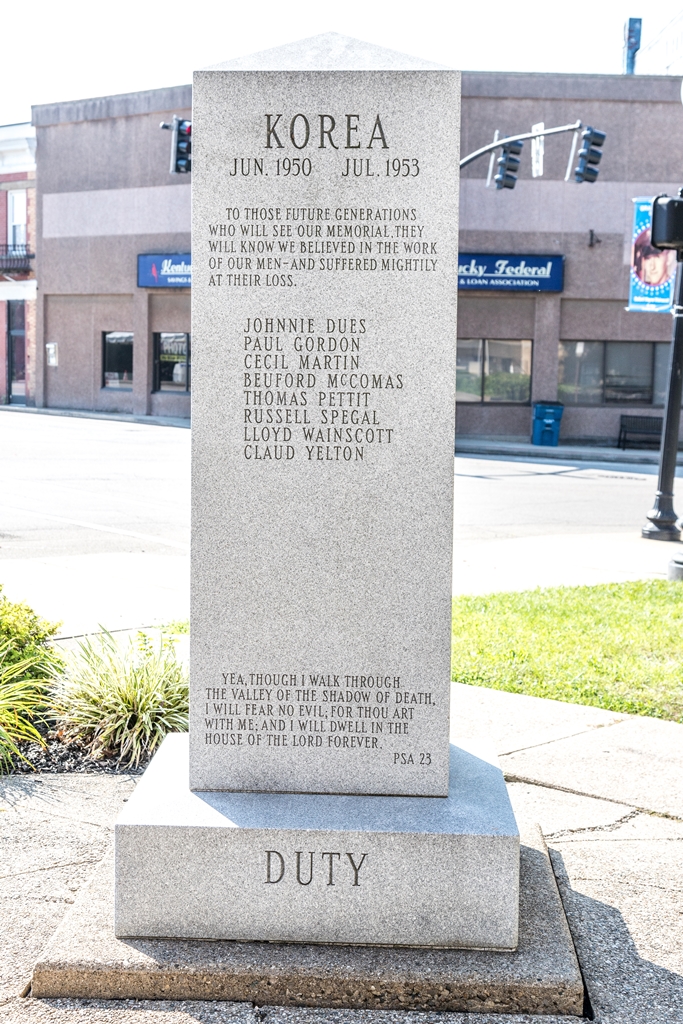 KOREA
JUN. 1950 JUL. 1953
TO THOSE FUTURE GENERATIONS
WHO WILL SEE OUR MEMORIAL, THEY
WILL KNOW WE BELIEVED IN THE WORK
OF OUR MEN-AND SUFFERED MIGHTILY
AT THEIR LOSS.
JOHNNIE DUES
PAUL GORDON
CECIL MARTIN
BEUFORD McCOMAS
THOMAS PETTIT
RUSSELL SPEGAL
LLOYD WAINSCOTT
CLAUD YELTON
YEA, THOUGH I WALK THROUGH
THE VALLEY OF THE SHADOW OF DEATH,
I WILL FEAR NO EVIL; FOR THOU ART
WITH ME; AND I WILL DWELL IN THE
HOUSE OF THE LORD FOREVER.
PSA 23
DUTY
Federal
& LOAN ASSOCIATION